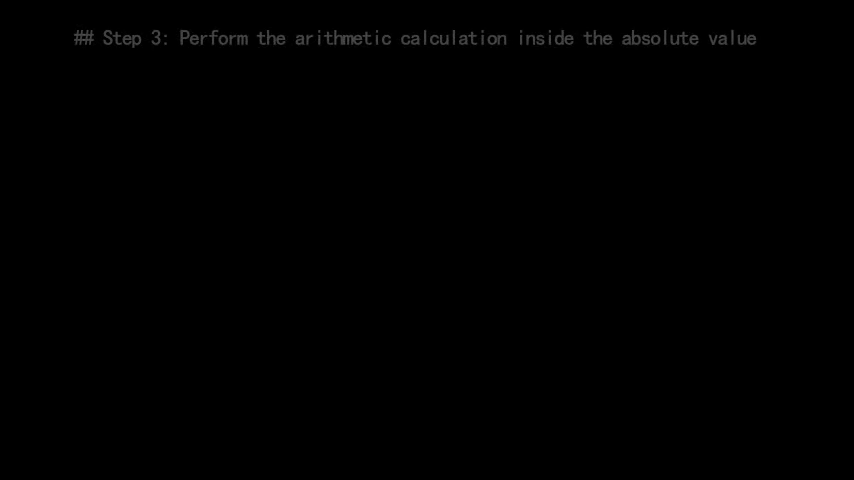 ## Step 3: Perform the arithmetic calculation inside the absolute value